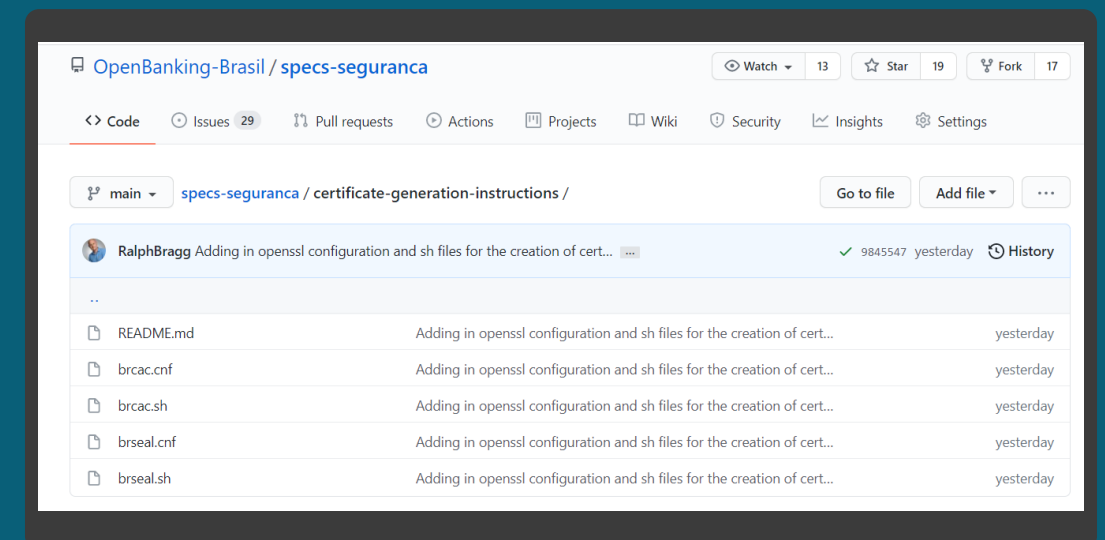 OpenBanking-Brasil / specs-seguranca Watch 13 Star 19 Fork 17
Code Issues 29 Pull requests Actions Projects Wiki Security Insights Settings
main specs-seguranca / certificate-generation-instructions / Go to file Add file ...
RalphBragg Adding in openssl configuration and sh files for the creation of cert... ... 9845547 yesterday History
..
README.md Adding in openssl configuration and sh files for the creation of cert... yesterday
brcac.cnf Adding in openssl configuration and sh files for the creation of cert... yesterday
brcac.sh Adding in openssl configuration and sh files for the creation of cert... yesterday
brseal.cnf Adding in openssl configuration and sh files for the creation of cert... yesterday
brseal.sh Adding in openssl configuration and sh files for the creation of cert... yesterday